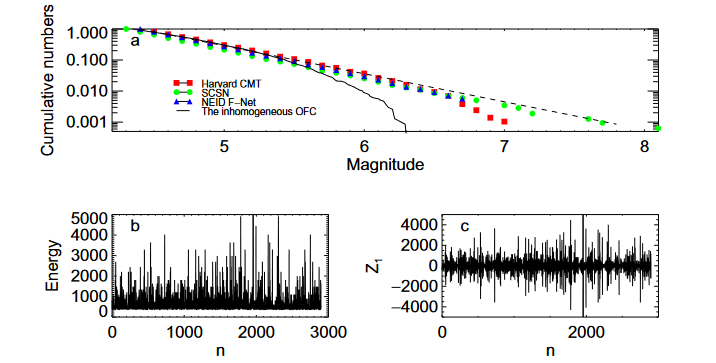 Cumulative numbers
1.000
0.100
0.010
0.001
a
Harvard CMT
SCSN
NEID F-Net
The inhomogeneous OFC
5 6 7 8
Magnitude
Energy
5000
4000
3000
2000
1000
0
b
0 1000 2000 3000
n
Z1
4000
2000
0
−2000
−4000
c
0 2000
n